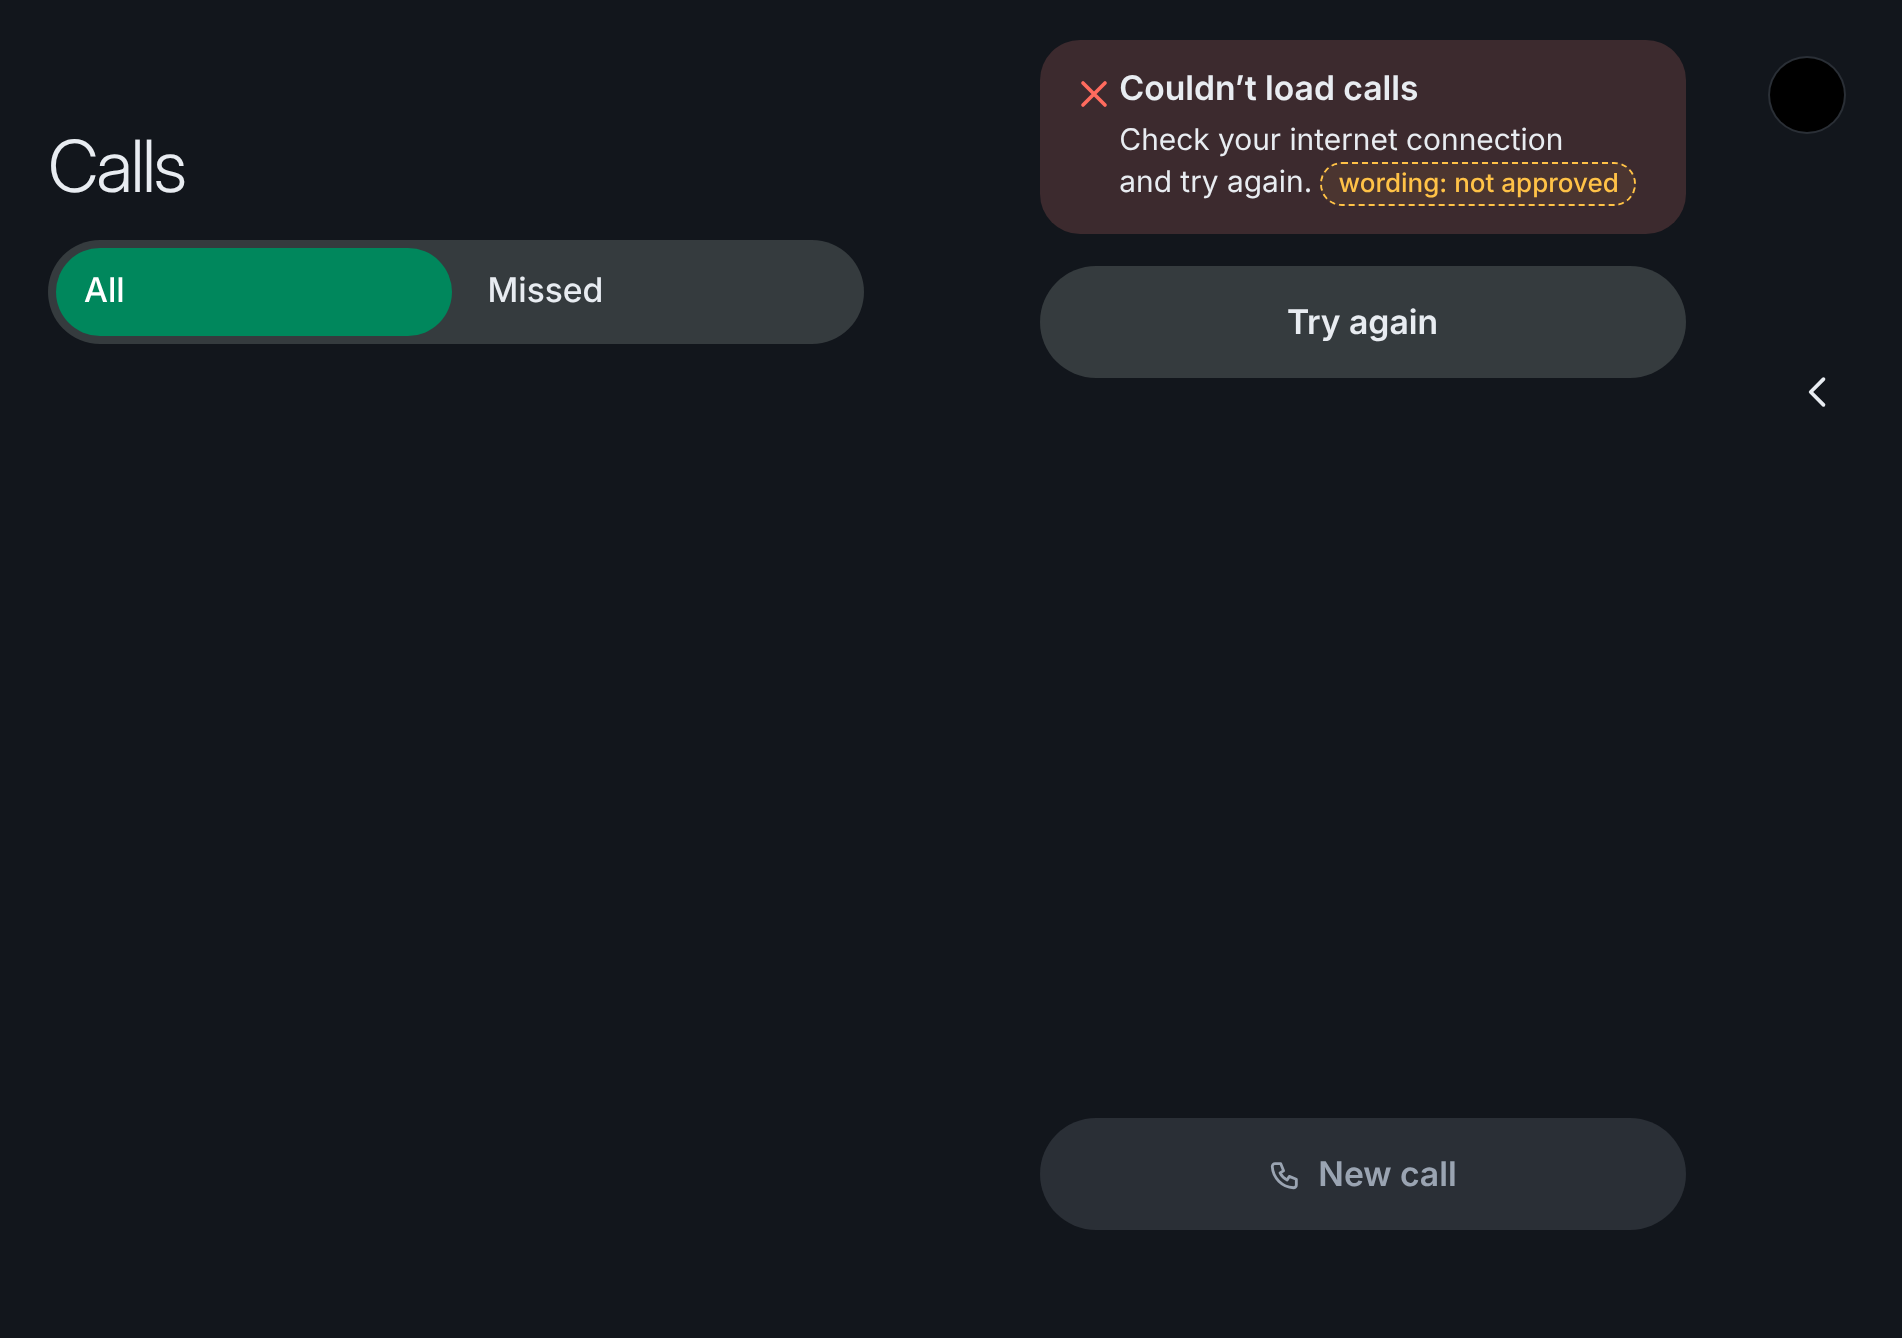 Calls
All
Missed
Couldn’t load calls
Check your internet connection
and try again. wording: not approved
Try again
New call